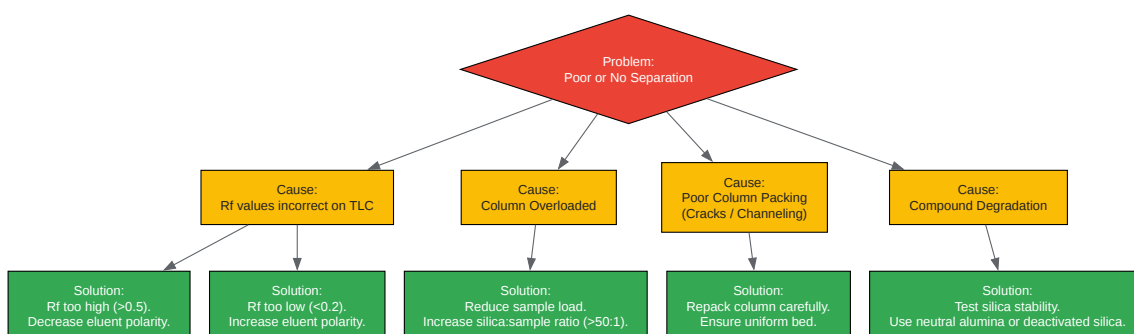 Problem:
Poor or No Separation
Cause:
Rf values incorrect on TLC
Cause:
Column Overloaded
Cause:
Poor Column Packing
(Cracks / Channeling)
Cause:
Compound Degradation
Solution:
Rf too high (>0.5).
Decrease eluent polarity.
Solution:
Rf too low (<0.2).
Increase eluent polarity.
Solution:
Reduce sample load.
Increase silica:sample ratio (>50:1).
Solution:
Repack column carefully.
Ensure uniform bed.
Solution:
Test silica stability.
Use neutral alumina or deactivated silica.